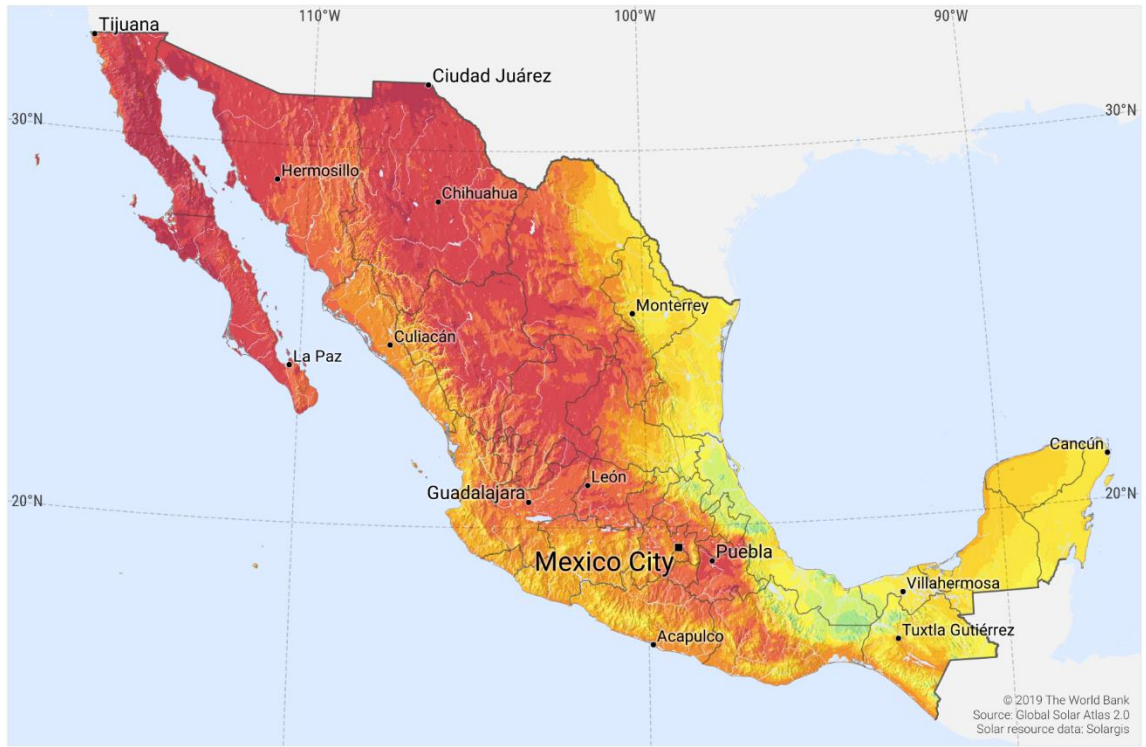 110°W
100°W
90°W
Tijuana
Ciudad Juárez
30°N
30°N
Hermosillo
Chihuahua
Monterrey
Culiacán
La Paz
Cancún
León
Guadalajara
20°N
20°N
Mexico City
Puebla
Villahermosa
Acapulco
Tuxtla Gutiérrez
© 2019 The World Bank
Source: Global Solar Atlas 2.0
Solar resource data: Solargis